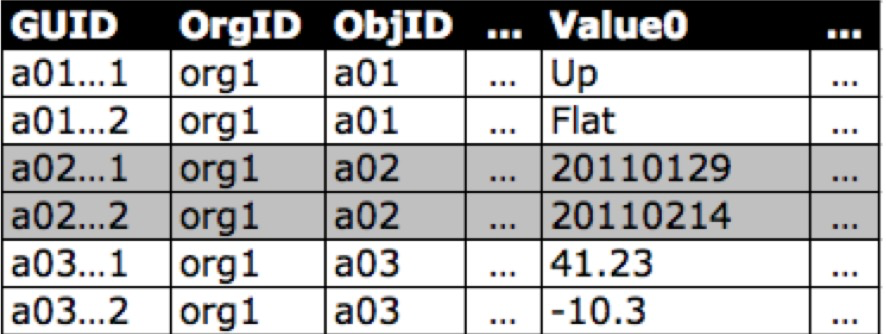 GUID OrgID ObjID ... Value0 ...
a01...1 org1 a01 ... Up ...
a01...2 org1 a01 ... Flat ...
a02...1 org1 a02 ... 20110129 ...
a02...2 org1 a02 ... 20110214 ...
a03...1 org1 a03 ... 41.23 ...
a03...2 org1 a03 ... -10.3 ...